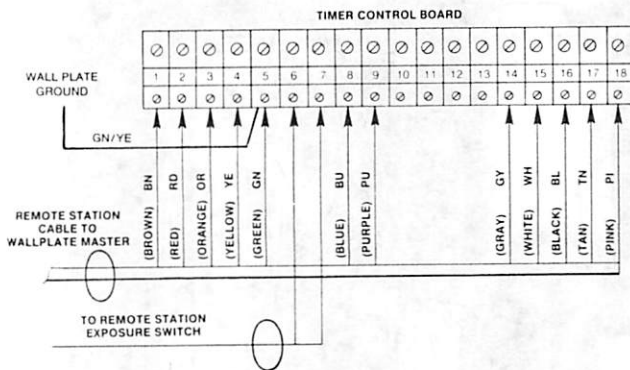 TIMER CONTROL BOARD
1 2 3 4 5 6 7 8 9 10 11 12 13 14 15 16 17 18
WALL PLATE
GROUND
GN/YE
(BROWN) BN
(RED) RD
(ORANGE) OR
(YELLOW) YE
(GREEN) GN
(BLUE) BU
(PURPLE) PU
(GRAY) GY
(WHITE) WH
(BLACK) BL
(TAN) TN
(PINK) PI
REMOTE STATION
CABLE TO
WALLPLATE MASTER
TO REMOTE STATION
EXPOSURE SWITCH